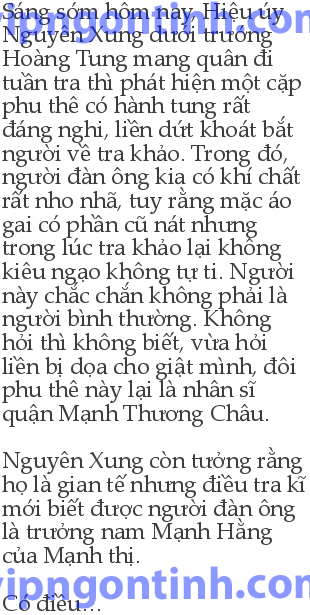 Sáng sớm hôm nay, Hiệu úy
Nguyên Xung dưới trướng
Hoàng Tung mang quân đi
tuần tra thì phát hiện một cặp
phu thê có hành tung rất
đáng nghi, liền dứt khoát bắt
người về tra khảo. Trong đó,
người đàn ông kia có khí chất
rất nho nhã, tuy rằng mặc áo
gai có phần cũ nát nhưng
trong lúc tra khảo lại không
kiêu ngạo không tự ti. Người
này chắc chắn không phải là
người bình thường. Không
hỏi thì không biết, vừa hỏi
liền bị dọa cho giật mình, đôi
phu thê này lại là nhân sĩ
quận Mạnh Thương Châu.
Nguyên Xung còn tưởng rằng
họ là gian tế nhưng điều tra kĩ
mới biết được người đàn ông
là trưởng nam Mạnh Hằng
của Mạnh thị.
vipngontinh.com
Có điều...